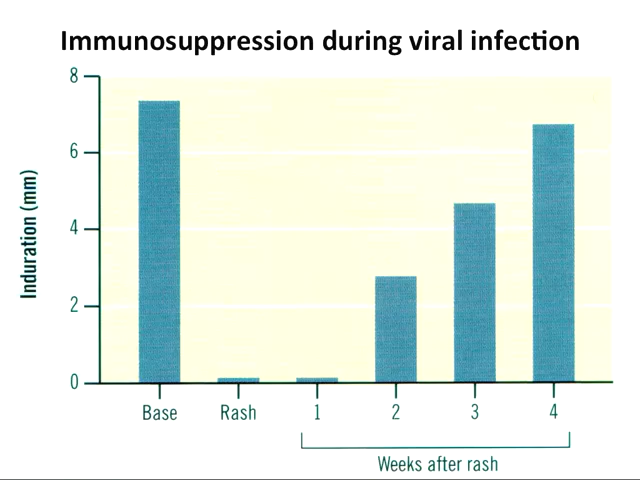 Immunosuppression during viral infection
Induration (mm)
8
6
4
2
0
Base Rash 1 2 3 4
Weeks after rash